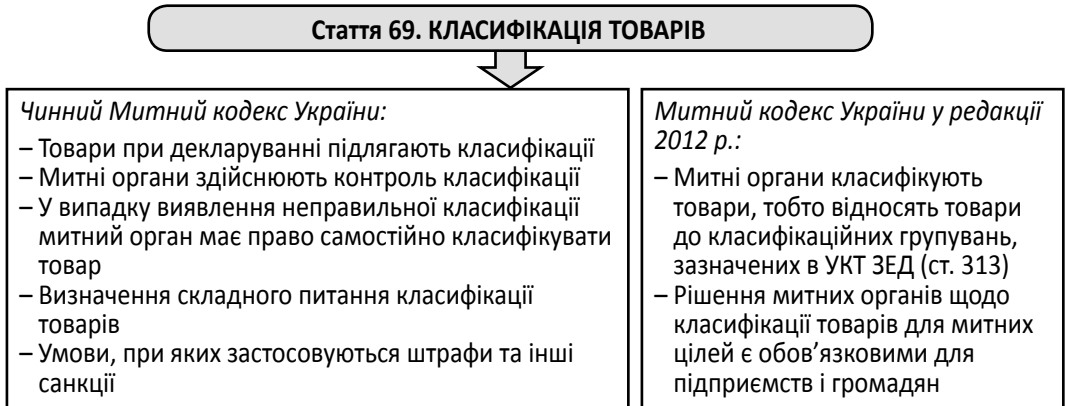 Стаття 69. КЛАСИФІКАЦІЯ ТОВАРІВ
Чинний Митний кодекс України:
– Товари при декларуванні підлягають класифікації
– Митні органи здійснюють контроль класифікації
– У випадку виявлення неправильної класифікації
митний орган має право самостійно класифікувати
товар
– Визначення складного питання класифікації
товарів
– Умови, при яких застосовуються штрафи та інші
санкції
Митний кодекс України у редакції
2012 р.:
– Митні органи класифікують
товари, тобто відносять товари
до класифікаційних групувань,
зазначених в УКТ ЗЕД (ст. 313)
– Рішення митних органів щодо
класифікації товарів для митних
цілей є обов’язковими для
підприємств і громадян